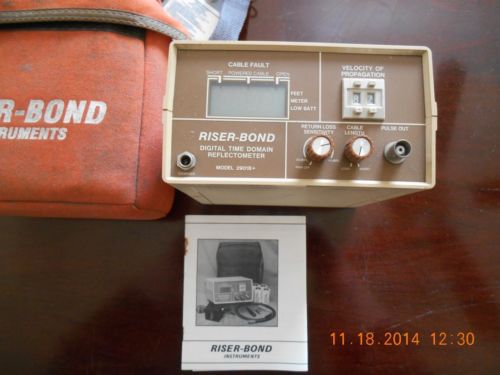 R-BOND
STRUMENTS
CABLE FAULT
SHORT POWERED CABLE OPEN
FEET
METER
LOW BATT
VELOCITY OF
PROPAGATION
RISER-BOND
DIGITAL TIME DOMAIN
REFLECTOMETER
RETURN LOSS
SENSITIVITY
CABLE
LENGTH
PULSE OUT
RISER-BOND
INSTRUMENTS
11.18.2014 12:30